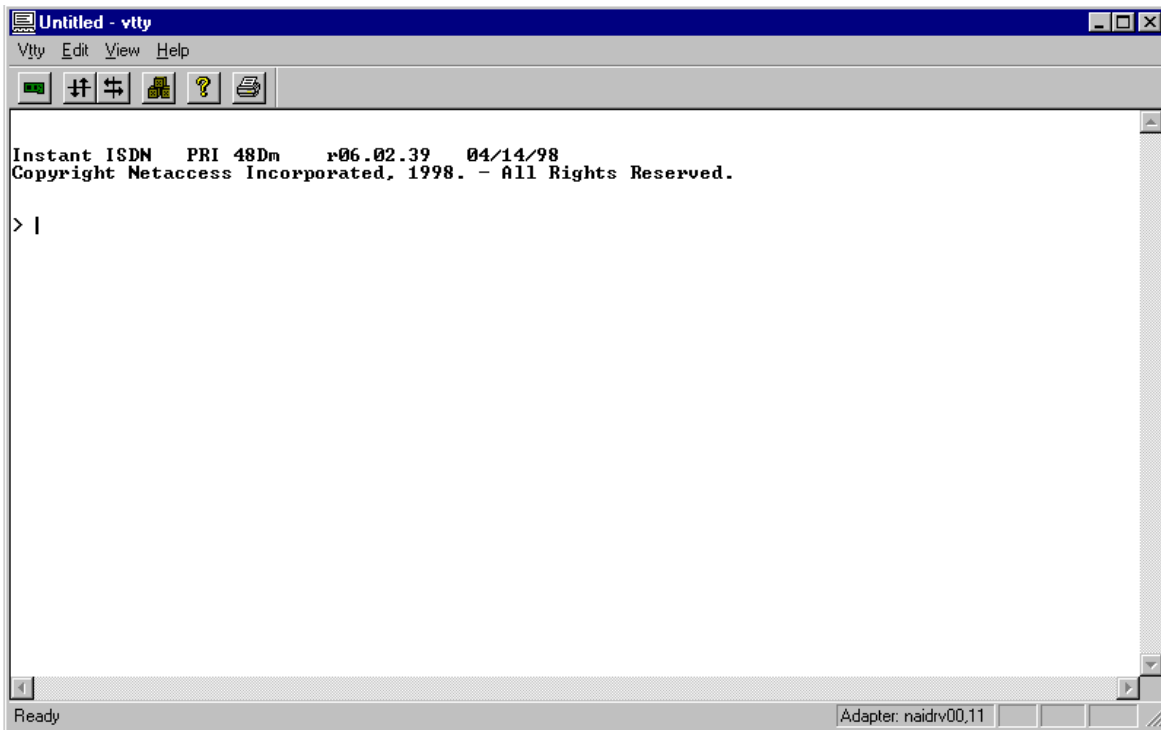 Untitled - vtty
Vtty Edit View Help
Instant ISDN PRI 48Dm r06.02.39 04/14/98
Copyright Netaccess Incorporated, 1998. - All Rights Reserved.
>
Ready Adapter: naidrv00,11